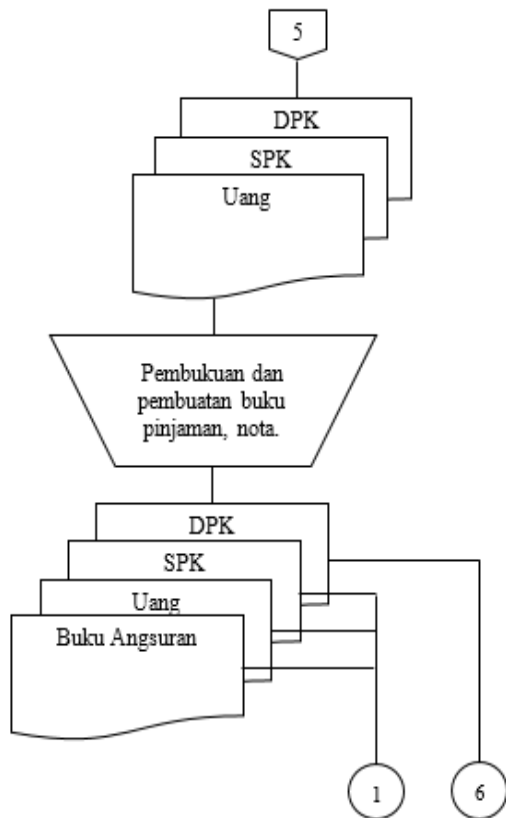 5
DPK
SPK
Uang
Pembukuan dan
pembuatan buku
pinjaman, nota.
DPK
SPK
Uang
Buku Angsuran
1
6